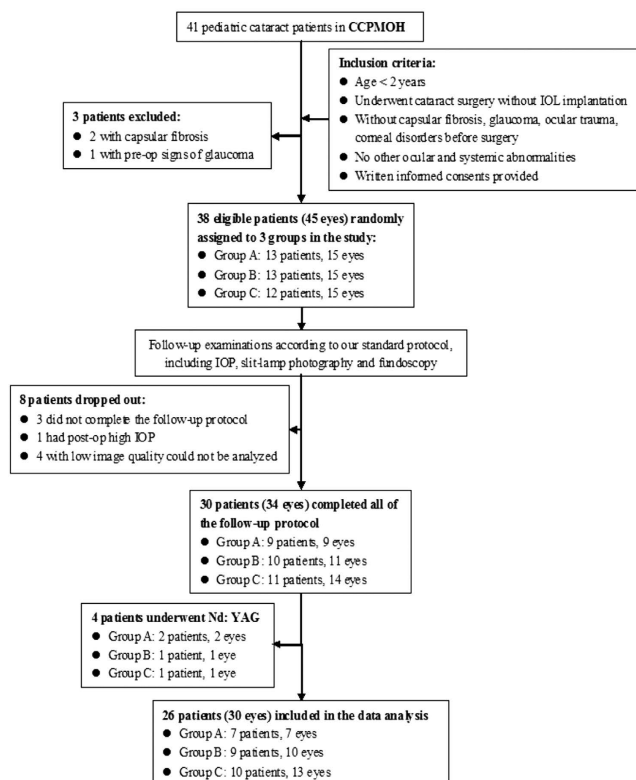 41 pediatric cataract patients in CCPMOH
Inclusion criteria:
● Age < 2 years
● Underwent cataract surgery without IOL implantation
● Without capsular fibrosis, glaucoma, ocular trauma,
corneal disorders before surgery
● No other ocular and systemic abnormalities
● Written informed consents provided
3 patients excluded:
● 2 with capsular fibrosis
● 1 with pre-op signs of glaucoma
38 eligible patients (45 eyes) randomly
assigned to 3 groups in the study:
● Group A: 13 patients, 15 eyes
● Group B: 13 patients, 15 eyes
● Group C: 12 patients, 15 eyes
Follow-up examinations according to our standard protocol,
including IOP, slit-lamp photography and fundoscopy
8 patients dropped out:
● 3 did not complete the follow-up protocol
● 1 had post-op high IOP
● 4 with low image quality could not be analyzed
30 patients (34 eyes) completed all of
the follow-up protocol
● Group A: 9 patients, 9 eyes
● Group B: 10 patients, 11 eyes
● Group C: 11 patients, 14 eyes
4 patients underwent Nd: YAG
● Group A: 2 patients, 2 eyes
● Group B: 1 patient, 1 eye
● Group C: 1 patient, 1 eye
26 patients (30 eyes) included in the data analysis
● Group A: 7 patients, 7 eyes
● Group B: 9 patients, 10 eyes
● Group C: 10 patients, 13 eyes